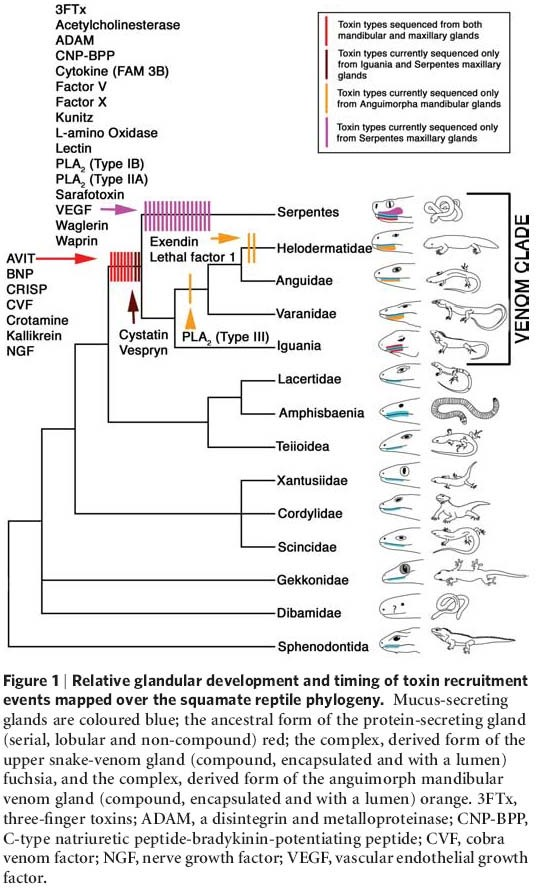 3FTx
Acetylcholinesterase
ADAM
CNP-BPP
Cytokine (FAM 3B)
Factor V
Factor X
Kunitz
L-amino Oxidase
Lectin
PLA₂ (Type IB)
PLA₂ (Type IIA)
Sarafotoxin
VEGF
Waglerin
Waprin
Toxin types sequenced from both
mandibular and maxillary glands
Toxin types currently sequenced only
from Iguania and Serpentes maxillary
glands
Toxin types currently sequenced only
from Anguimorpha mandibular glands
Toxin types currently sequenced only
from Serpentes maxillary glands
AVIT
BNP
CRISP
CVF
Crotamine
Kallikrein
NGF
Exendin
Lethal factor 1
Cystatin
Vespryn
PLA₂ (Type III)
Serpentes
Helodermatidae
Anguidae
Varanidae
Iguania
Lacertidae
Amphisbaenia
Teiioidea
Xantusiidae
Cordylidae
Scincidae
Gekkonidae
Dibamidae
?
Sphenodontida
VENOM CLADE
Figure 1 | Relative glandular development and timing of toxin recruitment
events mapped over the squamate reptile phylogeny. Mucus-secreting
glands are coloured blue; the ancestral form of the protein-secreting gland
(serial, lobular and non-compound) red; the complex, derived form of the
upper snake-venom gland (compound, encapsulated and with a lumen)
fuchsia, and the complex, derived form of the anguimorph mandibular
venom gland (compound, encapsulated and with a lumen) orange. 3FTx,
three-finger toxins; ADAM, a disintegrin and metalloproteinase; CNP-BPP,
C-type natriuretic peptide-bradykinin-potentiating peptide; CVF, cobra
venom factor; NGF, nerve growth factor; VEGF, vascular endothelial growth
factor.